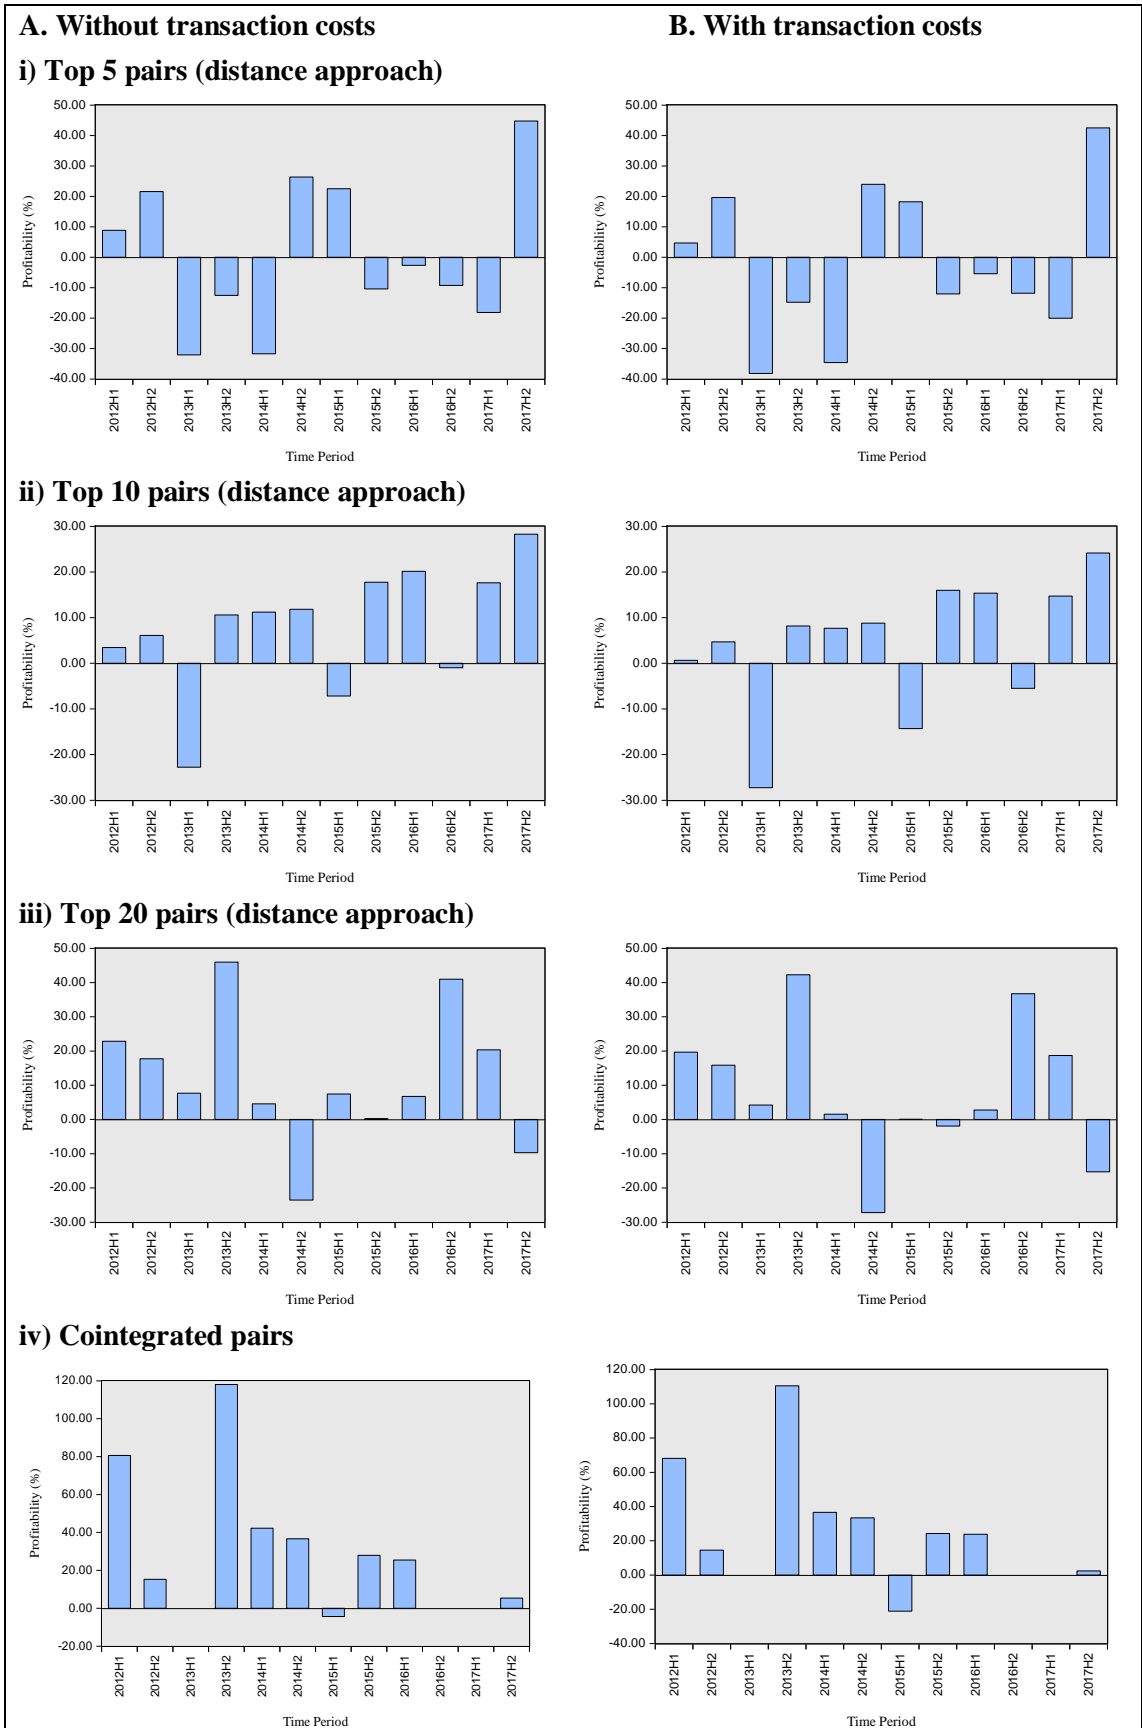 A. Without transaction costs
B. With transaction costs
i) Top 5 pairs (distance approach)
Profitability (%)
50.00
40.00
30.00
20.00
10.00
0.00
-10.00
-20.00
-30.00
-40.00
2012H1
2012H2
2013H1
2013H2
2014H1
2014H2
2015H1
2015H2
2016H1
2016H2
2017H1
2017H2
Time Period
Profitability (%)
50.00
40.00
30.00
20.00
10.00
0.00
-10.00
-20.00
-30.00
-40.00
2012H1
2012H2
2013H1
2013H2
2014H1
2014H2
2015H1
2015H2
2016H1
2016H2
2017H1
2017H2
Time Period
ii) Top 10 pairs (distance approach)
Profitability (%)
30.00
20.00
10.00
0.00
-10.00
-20.00
-30.00
2012H1
2012H2
2013H1
2013H2
2014H1
2014H2
2015H1
2015H2
2016H1
2016H2
2017H1
2017H2
Time Period
Profitability (%)
30.00
20.00
10.00
0.00
-10.00
-20.00
-30.00
2012H1
2012H2
2013H1
2013H2
2014H1
2014H2
2015H1
2015H2
2016H1
2016H2
2017H1
2017H2
Time Period
iii) Top 20 pairs (distance approach)
Profitability (%)
50.00
40.00
30.00
20.00
10.00
0.00
-10.00
-20.00
-30.00
2012H1
2012H2
2013H1
2013H2
2014H1
2014H2
2015H1
2015H2
2016H1
2016H2
2017H1
2017H2
Time Period
Profitability (%)
50.00
40.00
30.00
20.00
10.00
0.00
-10.00
-20.00
-30.00
2012H1
2012H2
2013H1
2013H2
2014H1
2014H2
2015H1
2015H2
2016H1
2016H2
2017H1
2017H2
Time Period
iv) Cointegrated pairs
Profitability (%)
120.00
100.00
80.00
60.00
40.00
20.00
0.00
-20.00
2012H1
2012H2
2013H1
2013H2
2014H1
2014H2
2015H1
2015H2
2016H1
2016H2
2017H1
2017H2
Time Period
Profitability (%)
120.00
100.00
80.00
60.00
40.00
20.00
0.00
-20.00
-40.00
2012H1
2012H2
2013H1
2013H2
2014H1
2014H2
2015H1
2015H2
2016H1
2016H2
2017H1
2017H2
Time Period